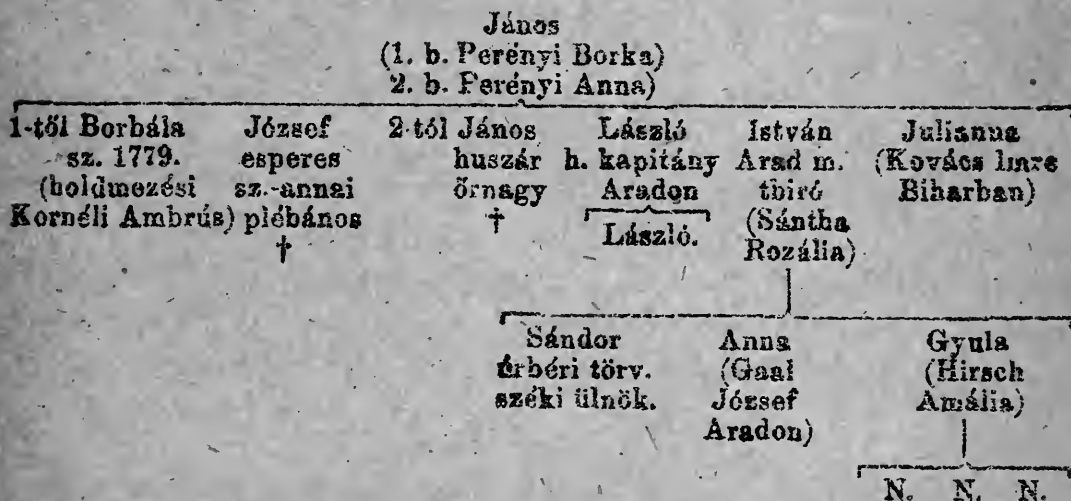 János
(1. b. Perényi Borka)
2. b. Perényi Anna)
1-től Borbála József 2-tól János László István Julianna
sz. 1779. esperes huszár h. kapitány Arad m. (Kovács Imre
(holdmezési sz.-annai őrnagy Aradon tbiró Biharban)
Kornéli Ambrús) plébános † László. (Sántha
† Rozália)
Sándor Anna Gyula
úrbéri törv. (Gaal (Hirsch
széki ülnök. József Amália)
Aradon)
N. N. N.